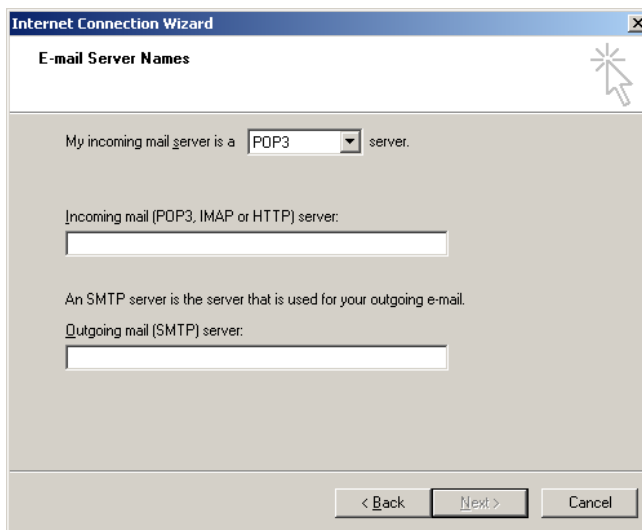 Internet Connection Wizard
E-mail Server Names
My incoming mail server is a POP3 server.
Incoming mail (POP3, IMAP or HTTP) server:
An SMTP server is the server that is used for your outgoing e-mail.
Outgoing mail (SMTP) server:
< Back Next > Cancel